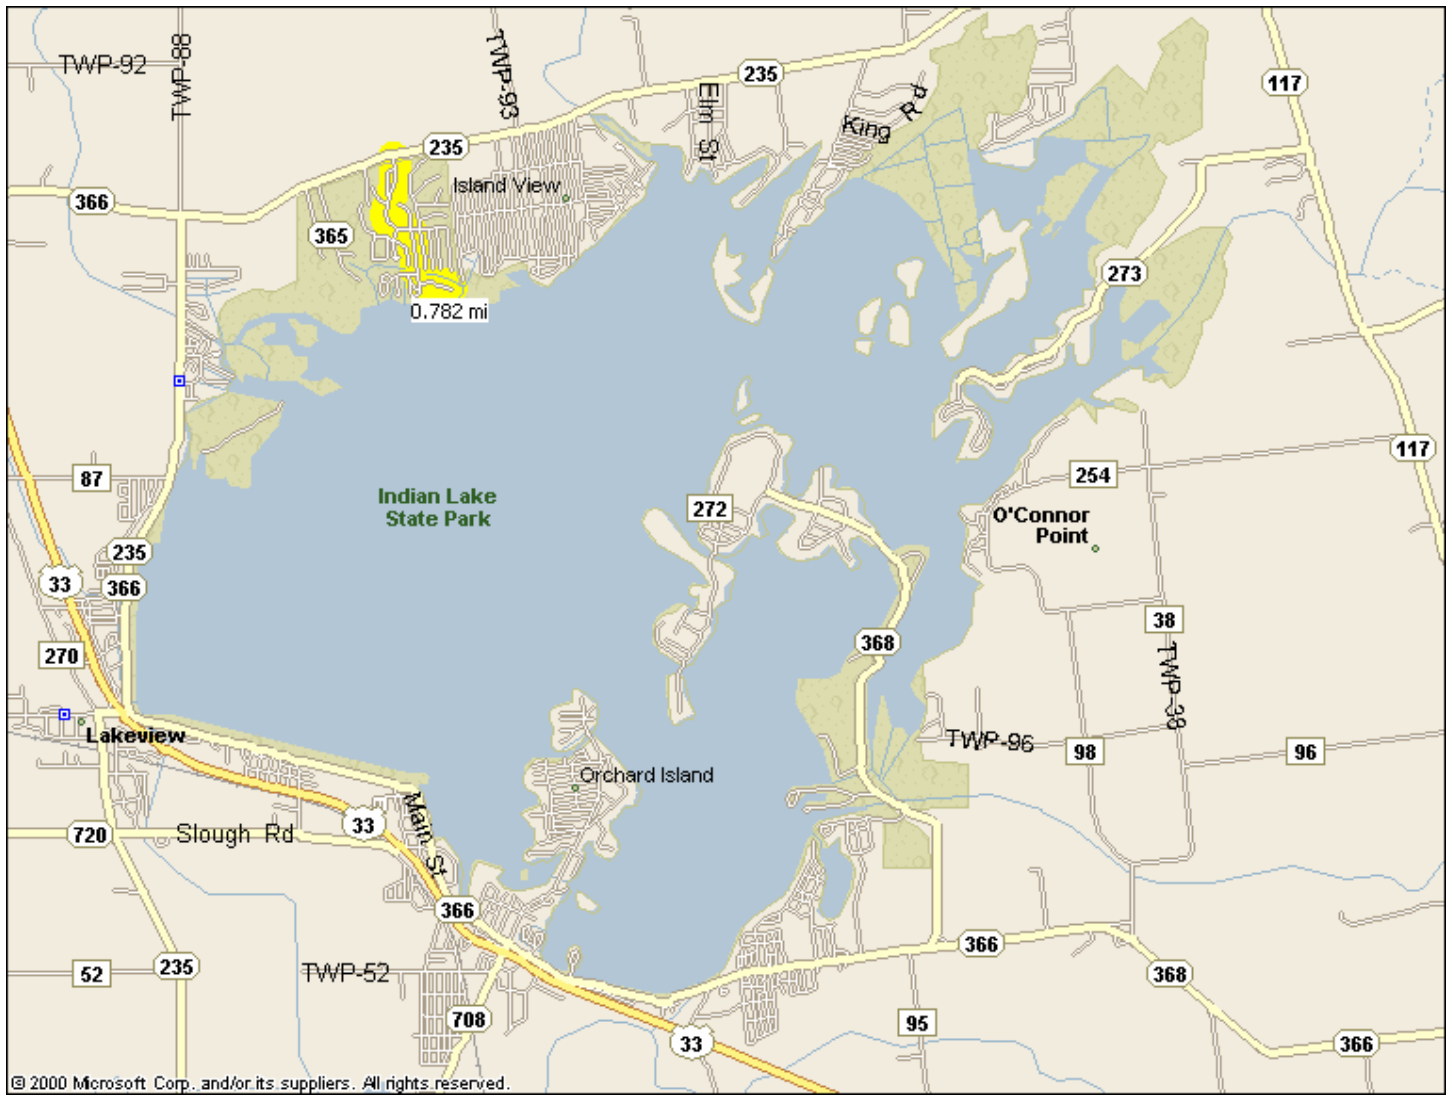 TWP-92
TWP-88
TWP-93
235
Elm St
King Rd
117
235
Island View
366
365
273
0.782 mi
87
Indian Lake
State Park
272
254
117
O'Connor
Point
235
366
33
38
368
270
TWP-38
Lakeview
TWP-96
98
96
Orchard Island
Main St
33
720
Slough Rd
366
366
52
235
TWP-52
368
708
95
33
366
© 2000 Microsoft Corp. and/or its suppliers. All rights reserved.